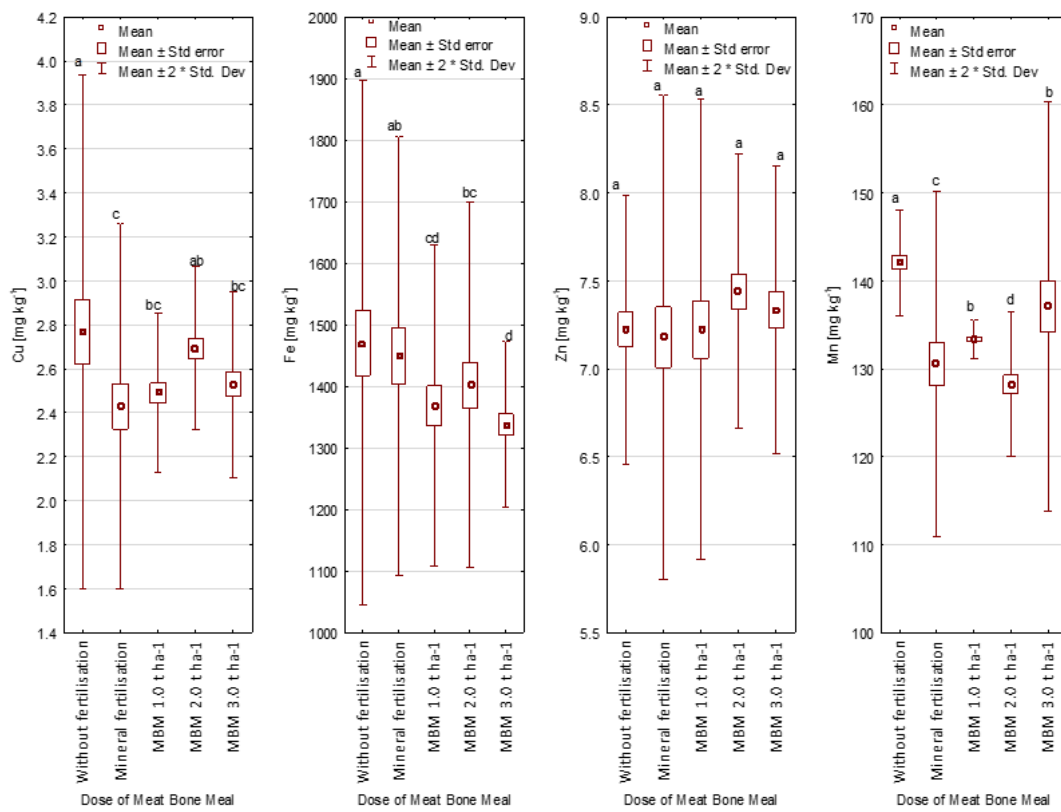 4.2
4.0
3.8
3.6
3.4
3.2
3.0
2.8
2.6
2.4
2.2
2.0
1.8
1.6
1.4
Cu [mg kg-1]
Mean
Mean ± Std error
Mean ± 2 * Std. Dev
a
c
bc
ab
bc
Without fertilisation
Mineral fertilisation
MBM 1.0 t ha-1
MBM 2.0 t ha-1
MBM 3.0 t ha-1
Dose of Meat Bone Meal
2000
1900
1800
1700
1600
1500
1400
1300
1200
1100
1000
Fe [mg kg-1]
Mean
Mean ± Std error
Mean ± 2 * Std. Dev
a
ab
cd
bc
d
Without fertilisation
Mineral fertilisation
MBM 1.0 t ha-1
MBM 2.0 t ha-1
MBM 3.0 t ha-1
Dose of Meat Bone Meal
9.0
8.5
8.0
7.5
7.0
6.5
6.0
5.5
Zn [mg kg-1]
Mean
Mean ± Std error
Mean ± 2 * Std. Dev
a
a
a
a
a
Without fertilisation
Mineral fertilisation
MBM 1.0 t ha-1
MBM 2.0 t ha-1
MBM 3.0 t ha-1
Dose of Meat Bone Meal
170
160
150
140
130
120
110
100
Mn [mg kg-1]
Mean
Mean ± Std error
Mean ± 2 * Std. Dev
a
c
b
d
b
Without fertilisation
Mineral fertilisation
MBM 1.0 t ha-1
MBM 2.0 t ha-1
MBM 3.0 t ha-1
Dose of Meat Bone Meal